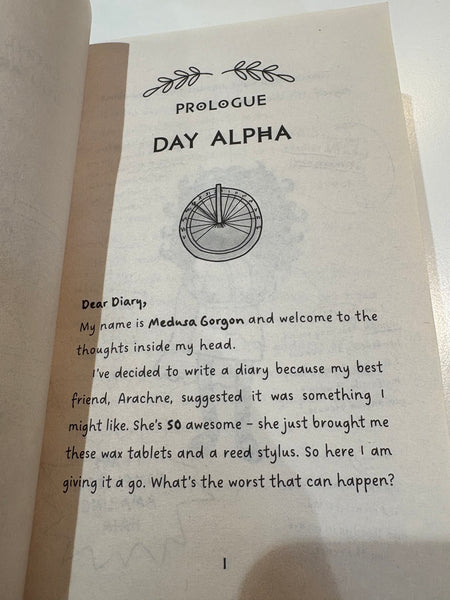 PROLOGUE
DAY ALPHA
Dear Diary,
My name is Medusa Gorgon and welcome to the
thoughts inside my head.
I've decided to write a diary because my best
friend, Arachne, suggested it was something I
might like. She's SO awesome – she just brought me
these wax tablets and a reed stylus. So here I am
giving it a go. What's the worst that can happen?
1